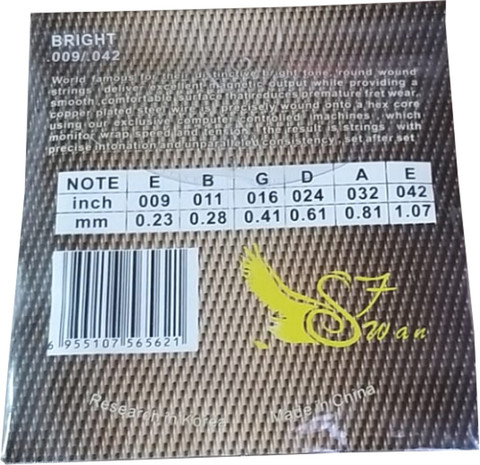 BRIGHT
.009/.042
World famous for their distinctive bright tone, round wound
strings deliver excellent magnetic output while providing a
smooth,comfortable surface that reduces premature fret wear,
copper plated steel is precisely wound onto a hex core
using our exclusive computer controlled machines, which
monitor wrap speed and tension. the result is strings, with
precise intonation and unparalleled consistency, set after set
NOTE E B G D A E
inch 009 011 016 024 032 042
mm 0.23 0.28 0.41 0.61 0.81 1.07
6 955107 565621
SF
Wan
Research in Korea
Made in China